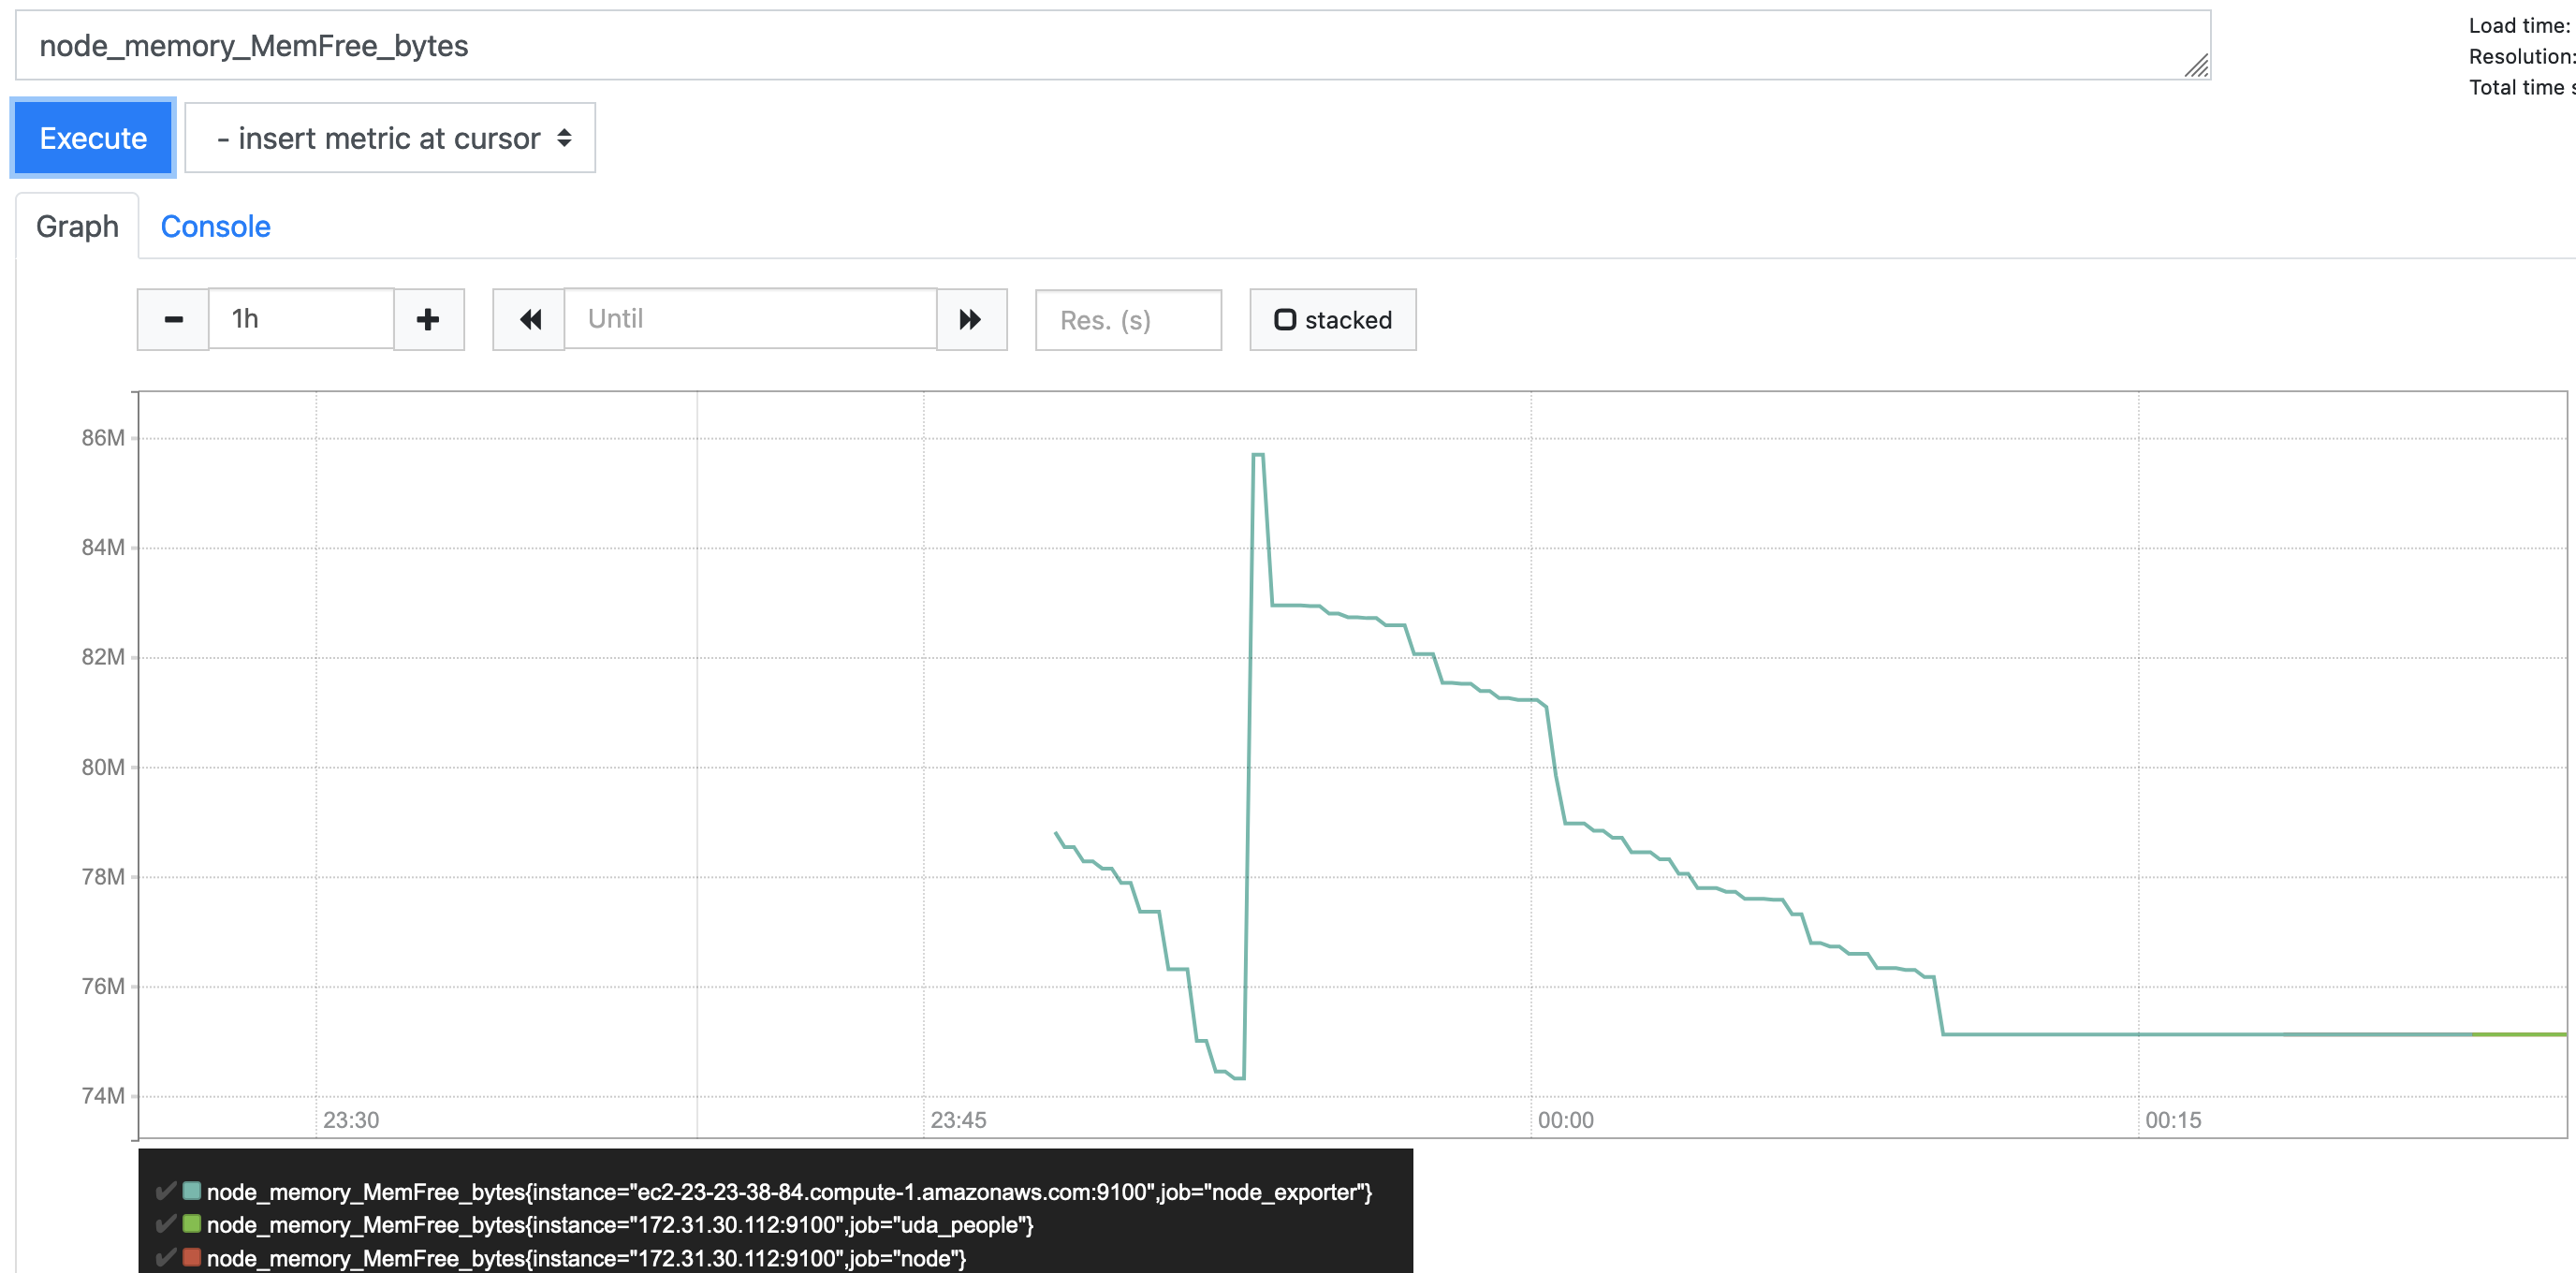 node_memory_MemFree_bytes
Load time:
Resolution:
Total time s
Execute
- insert metric at cursor
Graph
Console
1h
Until
Res. (s)
stacked
86M
84M
82M
80M
78M
76M
74M
23:30
23:45
00:00
00:15
node_memory_MemFree_bytes{instance="ec2-23-23-38-84.compute-1.amazonaws.com:9100",job="node_exporter"}
node_memory_MemFree_bytes{instance="172.31.30.112:9100",job="uda_people"}
node_memory_MemFree_bytes{instance="172.31.30.112:9100",job="node"}